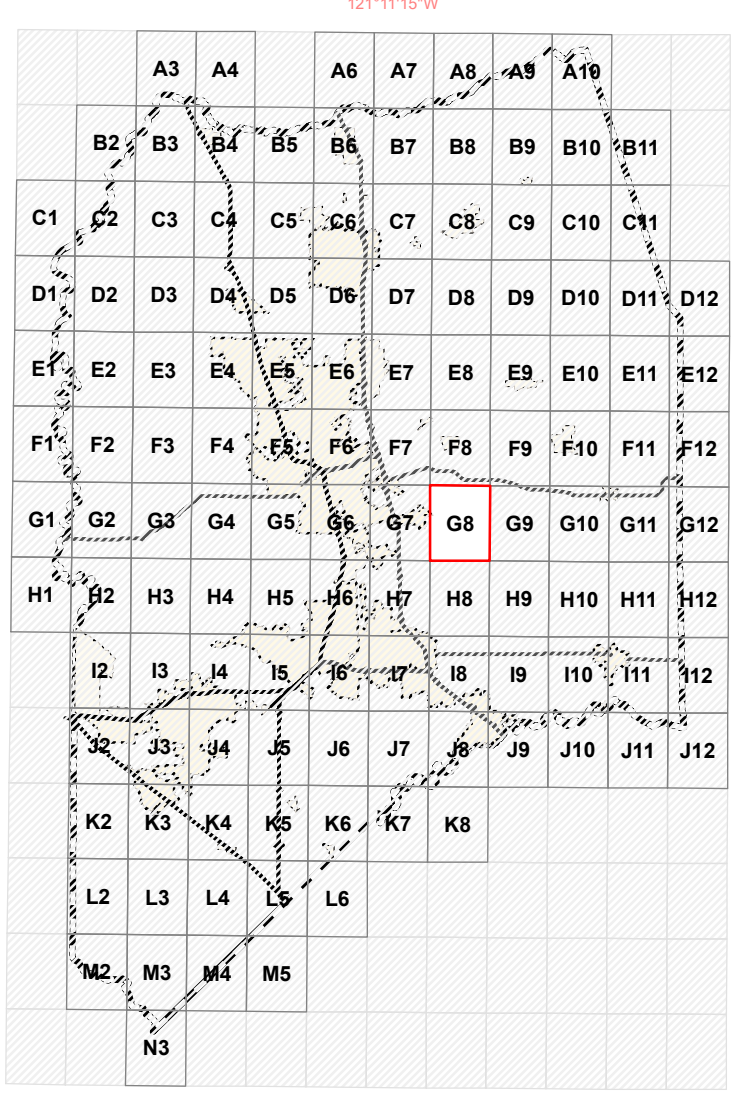 121°11'15"W
A3 A4 A6 A7 A8 A9 A10
B2 B3 B4 B5 B6 B7 B8 B9 B10 B11
C1 C2 C3 C4 C5 C6 C7 C8 C9 C10 C11
D1 D2 D3 D4 D5 D6 D7 D8 D9 D10 D11 D12
E1 E2 E3 E4 E5 E6 E7 E8 E9 E10 E11 E12
F1 F2 F3 F4 F5 F6 F7 F8 F9 F10 F11 F12
G1 G2 G3 G4 G5 G6 G7 G8 G9 G10 G11 G12
H1 H2 H3 H4 H5 H6 H7 H8 H9 H10 H11 H12
I2 I3 I4 I5 I6 I7 I8 I9 I10 I11 I12
J2 J3 J4 J5 J6 J7 J8 J9 J10 J11 J12
K2 K3 K4 K5 K6 K7 K8
L2 L3 L4 L5 L6
M2 M3 M4 M5
N3